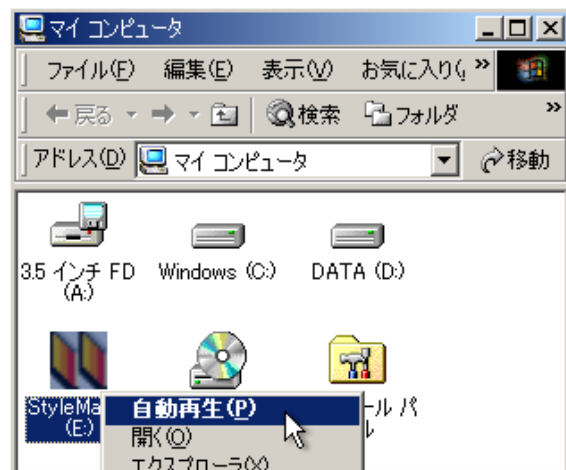 マイ コンピュータ
ファイル(F) 編集(E) 表示(V) お気に入り( »
戻る 検索 フォルダ »
アドレス(D) マイ コンピュータ 移動
3.5 インチ FD (A:)
Windows (C:)
DATA (D:)
StyleMa
(E:)
ール パ
ル
自動再生(P)
開く(O)
エクスプローラ(X)